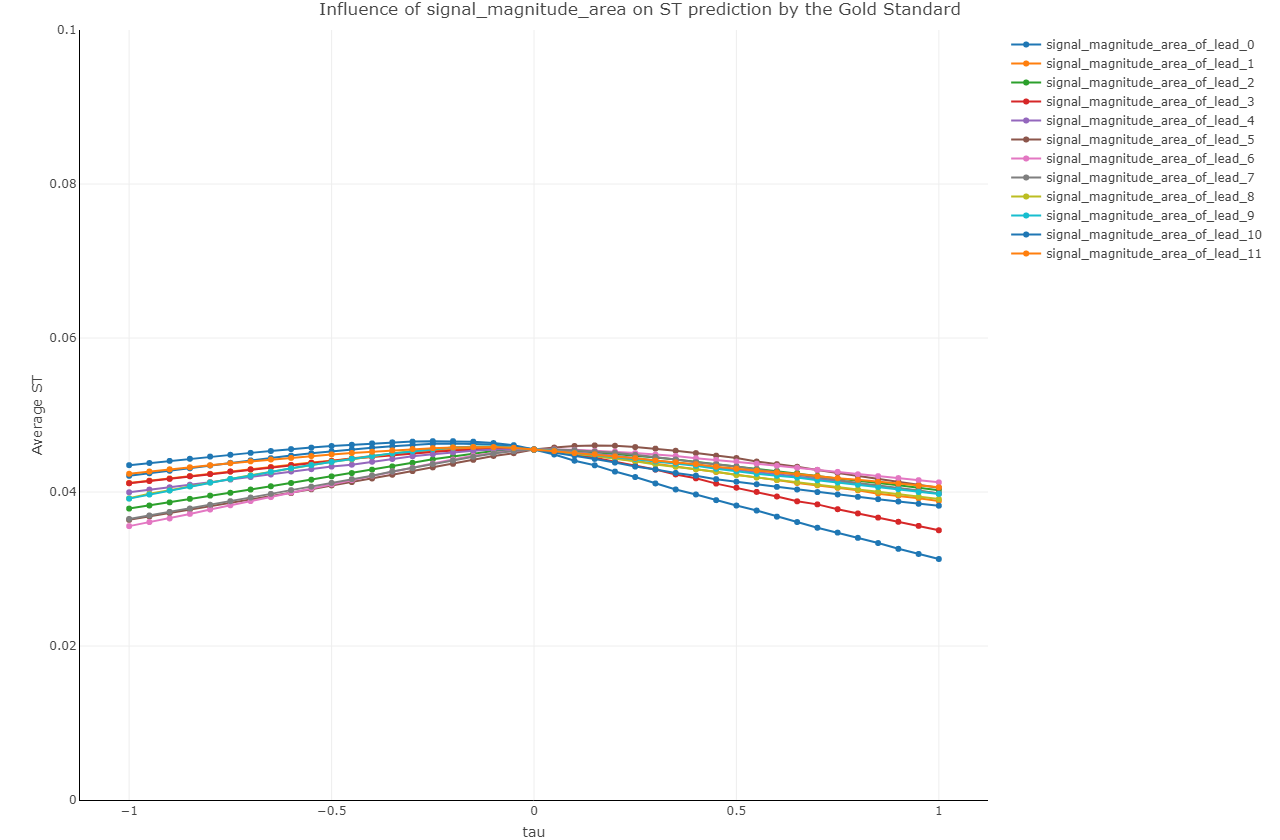 Influence of signal_magnitude_area on ST prediction by the Gold Standard
0.1
0.08
0.06
0.04
0.02
0
Average ST
−1
−0.5
0
0.5
1
tau
signal_magnitude_area_of_lead_0
signal_magnitude_area_of_lead_1
signal_magnitude_area_of_lead_2
signal_magnitude_area_of_lead_3
signal_magnitude_area_of_lead_4
signal_magnitude_area_of_lead_5
signal_magnitude_area_of_lead_6
signal_magnitude_area_of_lead_7
signal_magnitude_area_of_lead_8
signal_magnitude_area_of_lead_9
signal_magnitude_area_of_lead_10
signal_magnitude_area_of_lead_11